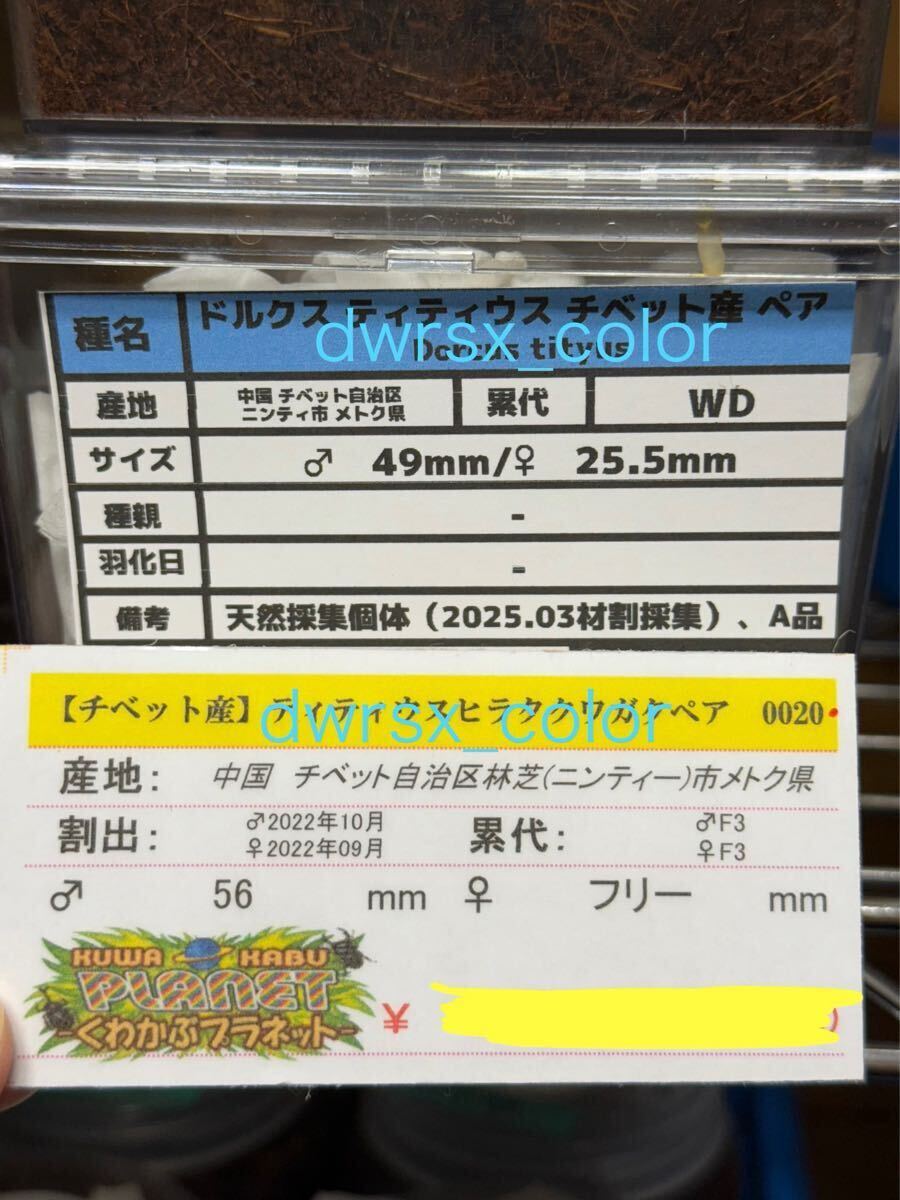 種名 ドルクス ティティウス チベット産 ペア
Dorcus tityus
dwrsx_color
産地 中国 チベット自治区
ニンティ市 メトク県 累代 WD
サイズ ♂ 49mm/♀ 25.5mm
種親 -
羽化日 -
備考 天然採集個体（2025.03材割採集）、A品
【チベット産】ティティウスヒラタクワガタペア 0020
dwrsx_color
産地: 中国 チベット自治区林芝(ニンティー)市メトク県
割出: ♂2022年10月 累代: ♂F3
♀2022年09月 ♀F3
♂ 56 mm ♀ フリー mm
KUWA KABU
PLANET
-くわかぶプラネット-
¥